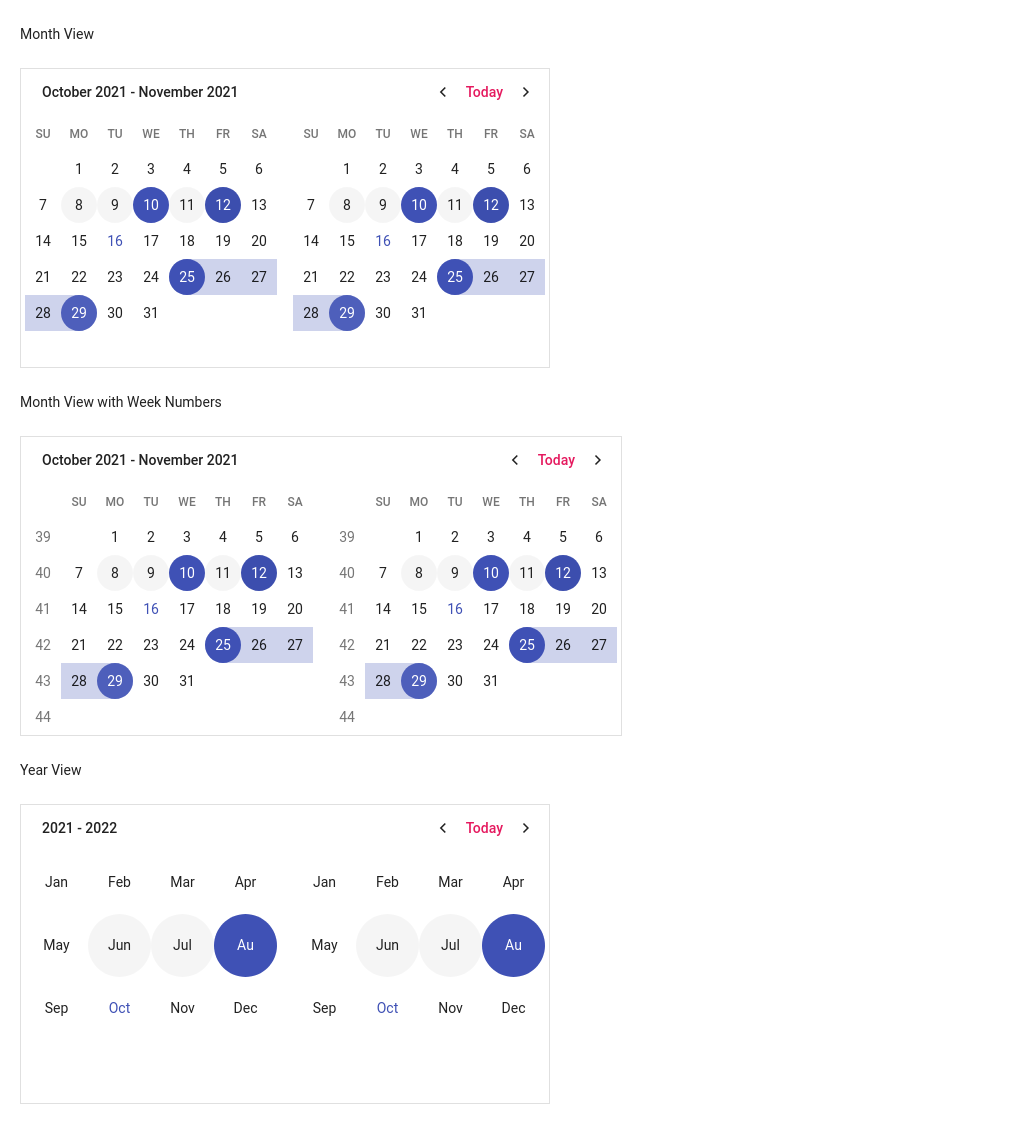 Month View
October 2021 - November 2021 Today
SU MO TU WE TH FR SA SU MO TU WE TH FR SA
1 2 3 4 5 6 1 2 3 4 5 6
7 8 9 10 11 12 13 7 8 9 10 11 12 13
14 15 16 17 18 19 20 14 15 16 17 18 19 20
21 22 23 24 25 26 27 21 22 23 24 25 26 27
28 29 30 31 28 29 30 31
Month View with Week Numbers
October 2021 - November 2021 Today
SU MO TU WE TH FR SA SU MO TU WE TH FR SA
39 1 2 3 4 5 6 39 1 2 3 4 5 6
40 7 8 9 10 11 12 13 40 7 8 9 10 11 12 13
41 14 15 16 17 18 19 20 41 14 15 16 17 18 19 20
42 21 22 23 24 25 26 27 42 21 22 23 24 25 26 27
43 28 29 30 31 43 28 29 30 31
44 44
Year View
2021 - 2022 Today
Jan Feb Mar Apr Jan Feb Mar Apr
May Jun Jul Au May Jun Jul Au
Sep Oct Nov Dec Sep Oct Nov Dec